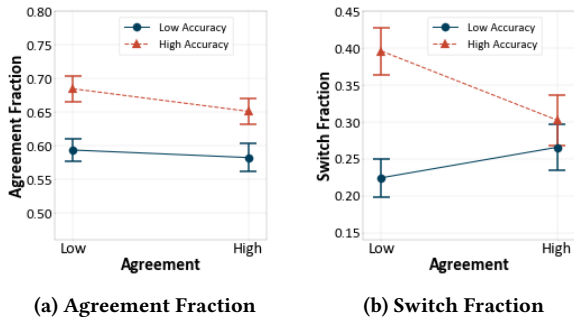 0.80
0.75
0.70
0.65
0.60
0.55
0.50
Agreement Fraction
Low Accuracy
High Accuracy
Low
High
Agreement
(a) Agreement Fraction
0.45
0.40
0.35
0.30
0.25
0.20
0.15
Switch Fraction
Low Accuracy
High Accuracy
Low
High
Agreement
(b) Switch Fraction